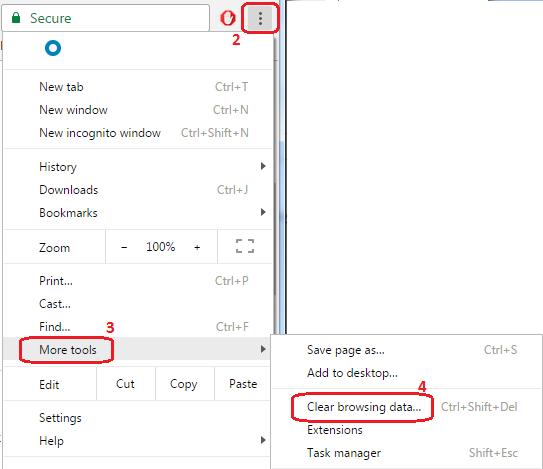 Secure
2
New tab Ctrl+T
New window Ctrl+N
New incognito window Ctrl+Shift+N
History
Downloads Ctrl+J
Bookmarks
Zoom − 100% +
Print... Ctrl+P
Cast...
3
Find... Ctrl+F
More tools
Save page as... Ctrl+S
Add to desktop...
4
Edit Cut Copy Paste
Clear browsing data... Ctrl+Shift+Del
Settings
Extensions
Help
Task manager Shift+Esc